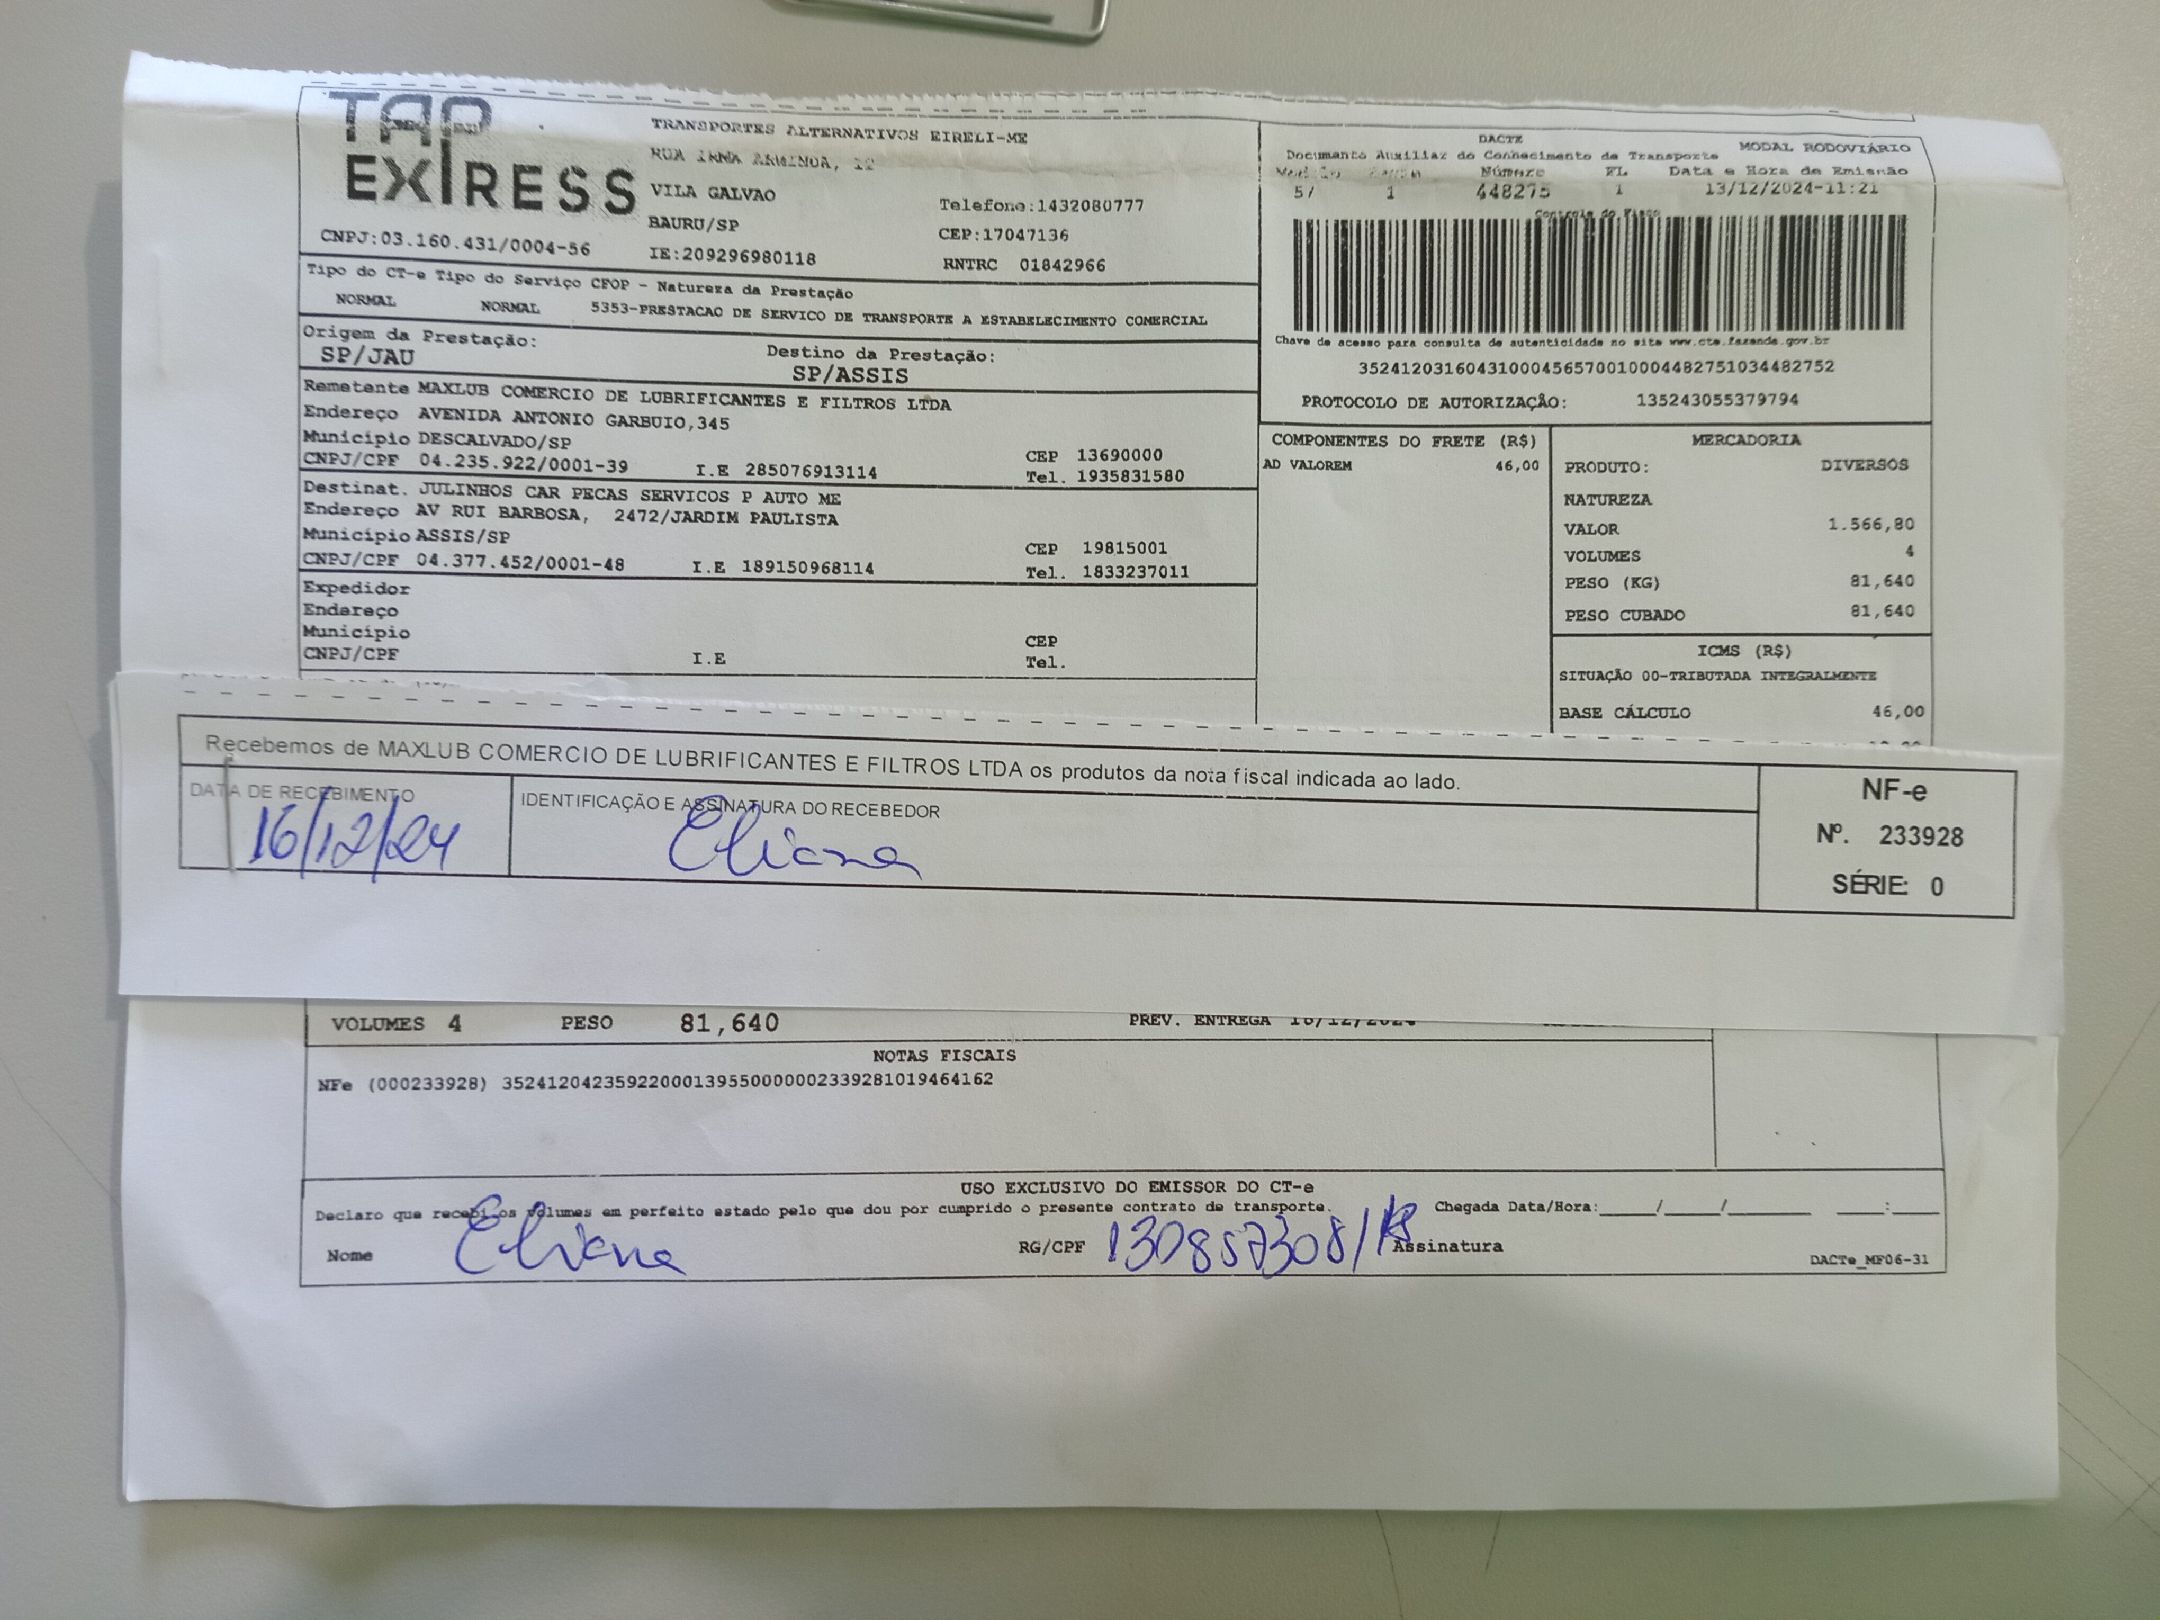 TAP
EXPRESS
TRANSPORTES ALTERNATIVOS EIRELI-ME
RUA
VILA GALVAO
BAURU/SP
Telefone:1432080777
CEP:17047136
CNPJ:03.160.431/0004-56
IE:209296980118
RNTRC 01842966
DACTE
MODAL RODOVIÁRIO
Documento Auxiliar do Conhecimento de Transporte
Número FL Data e Hora de Emissão
57 1 448275 1 13/12/2024-11:21
Controle do Fisco
Chave de acesso para consulta de autenticidade no site www.cte.fazenda.gov.br
35241203160431000456570010004482751034482752
PROTOCOLO DE AUTORIZAÇÃO: 135243055379794
Tipo do CT-e Tipo do Serviço CFOP - Natureza da Prestação
NORMAL NORMAL 5353-PRESTACAO DE SERVICO DE TRANSPORTE A ESTABELECIMENTO COMERCIAL
Origem da Prestação: Destino da Prestação:
SP/JAU SP/ASSIS
Remetente MAXLUB COMERCIO DE LUBRIFICANTES E FILTROS LTDA
Endereço AVENIDA ANTONIO GARBUIO,345
Município DESCALVADO/SP CEP 13690000
CNPJ/CPF 04.235.922/0001-39 I.E 285076913114 Tel. 1935831580
Destinat. JULINHOS CAR PECAS SERVICOS P AUTO ME
Endereço AV RUI BARBOSA, 2472/JARDIM PAULISTA
Município ASSIS/SP CEP 19815001
CNPJ/CPF 04.377.452/0001-48 I.E 189150968114 Tel. 1833237011
Expedidor
Endereço
Município CEP
CNPJ/CPF I.E Tel.
COMPONENTES DO FRETE (R$)
AD VALOREM 46,00
MERCADORIA
PRODUTO: DIVERSOS
NATUREZA
VALOR 1.566,80
VOLUMES 4
PESO (KG) 81,640
PESO CUBADO 81,640
ICMS (R$)
SITUAÇÃO 00-TRIBUTADA INTEGRALMENTE
BASE CÁLCULO 46,00
Recebemos de MAXLUB COMERCIO DE LUBRIFICANTES E FILTROS LTDA os produtos da nota fiscal indicada ao lado.
DATA DE RECEBIMENTO IDENTIFICAÇÃO E ASSINATURA DO RECEBEDOR
16/12/24 Eliana
NF-e
Nº. 233928
SÉRIE: 0
VOLUMES 4 PESO 81,640 PREV. ENTREGA 16/12/2024
NOTAS FISCAIS
NFe (000233928) 35241204235922000139550000002339281019464162
USO EXCLUSIVO DO EMISSOR DO CT-e
Declaro que recebi os volumes em perfeito estado pelo que dou por cumprido o presente contrato de transporte. Chegada Data/Hora:____/____/______ ___:___
Nome Eliana RG/CPF 130857308/ Assinatura
DACTe_MF06-31